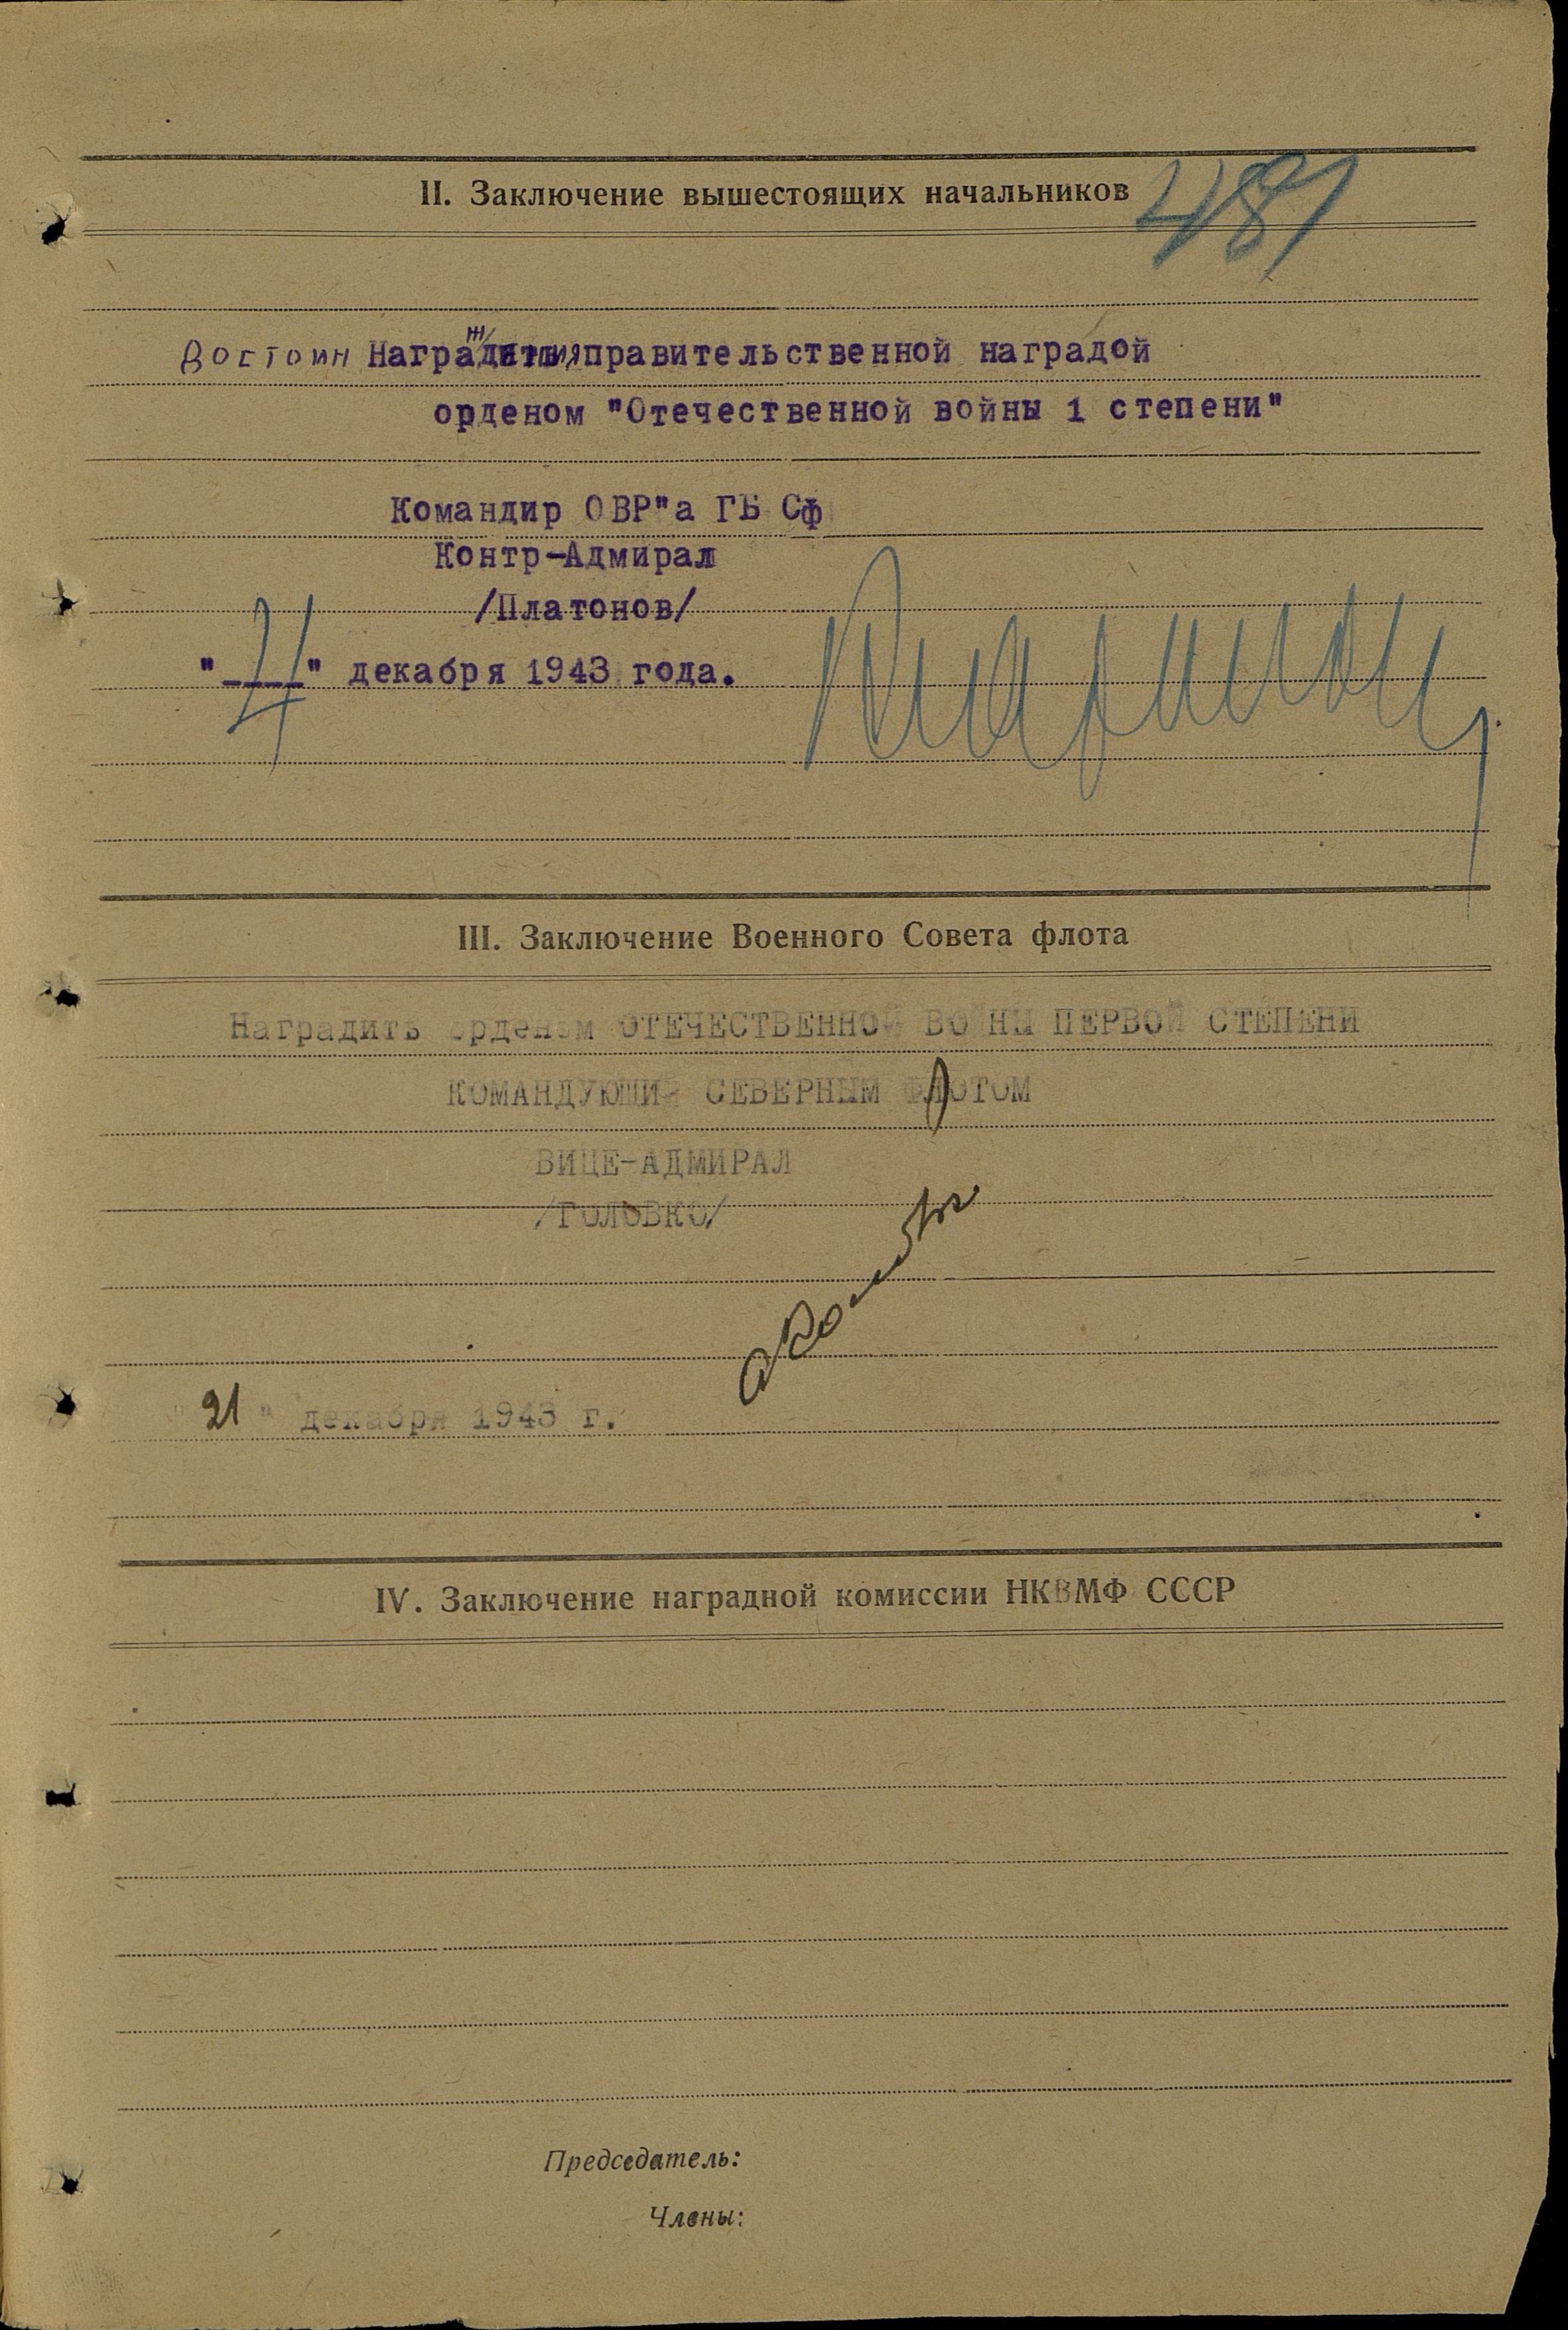 II. Заключение вышестоящих начальников 481
Достоин Награждения правительственной наградой
орденом "Отечественной войны 1 степени"
Командир ОВР"а ГБ Сф
Контр-Адмирал
/Платонов/
"4" декабря 1943 года.
III. Заключение Военного Совета флота
Наградить орденом ОТЕЧЕСТВЕННОЙ ВОЙНЫ ПЕРВОЙ СТЕПЕНИ
КОМАНДУЮЩИЙ СЕВЕРНЫМ ФЛОТОМ
ВИЦЕ-АДМИРАЛ
/ГОЛОВКО/
"21" декабря 1943 г.
IV. Заключение наградной комиссии НКВМФ СССР
Председатель:
Члены: